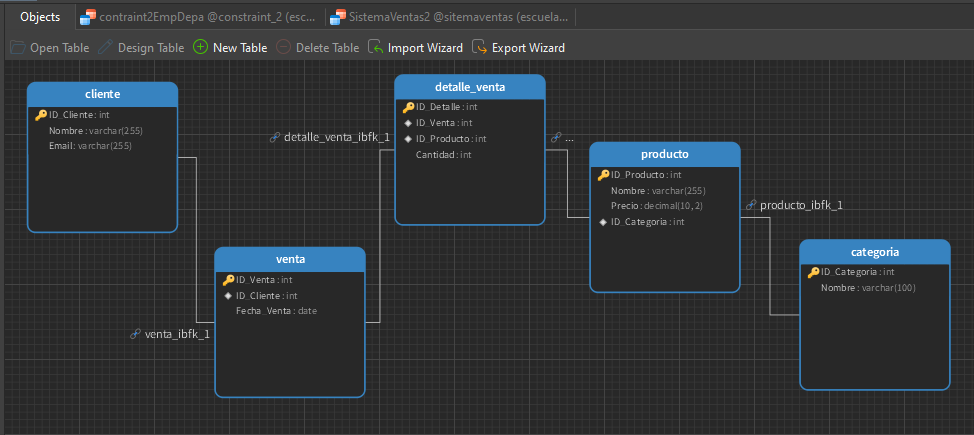 Objects
contraint2EmpDepa @constraint_2 (esc...
SistemaVentas2 @sitemaventas (escuela...
Open Table
Design Table
New Table
Delete Table
Import Wizard
Export Wizard
cliente
ID_Cliente: int
Nombre: varchar(255)
Email: varchar(255)
venta_ibfk_1
venta
ID_Venta: int
ID_Cliente: int
Fecha_Venta: date
detalle_venta_ibfk_1
detalle_venta
ID_Detalle: int
ID_Venta: int
ID_Producto: int
Cantidad: int
...
producto
ID_Producto: int
Nombre: varchar(255)
Precio: decimal(10,2)
ID_Categoria: int
producto_ibfk_1
categoria
ID_Categoria: int
Nombre: varchar(100)